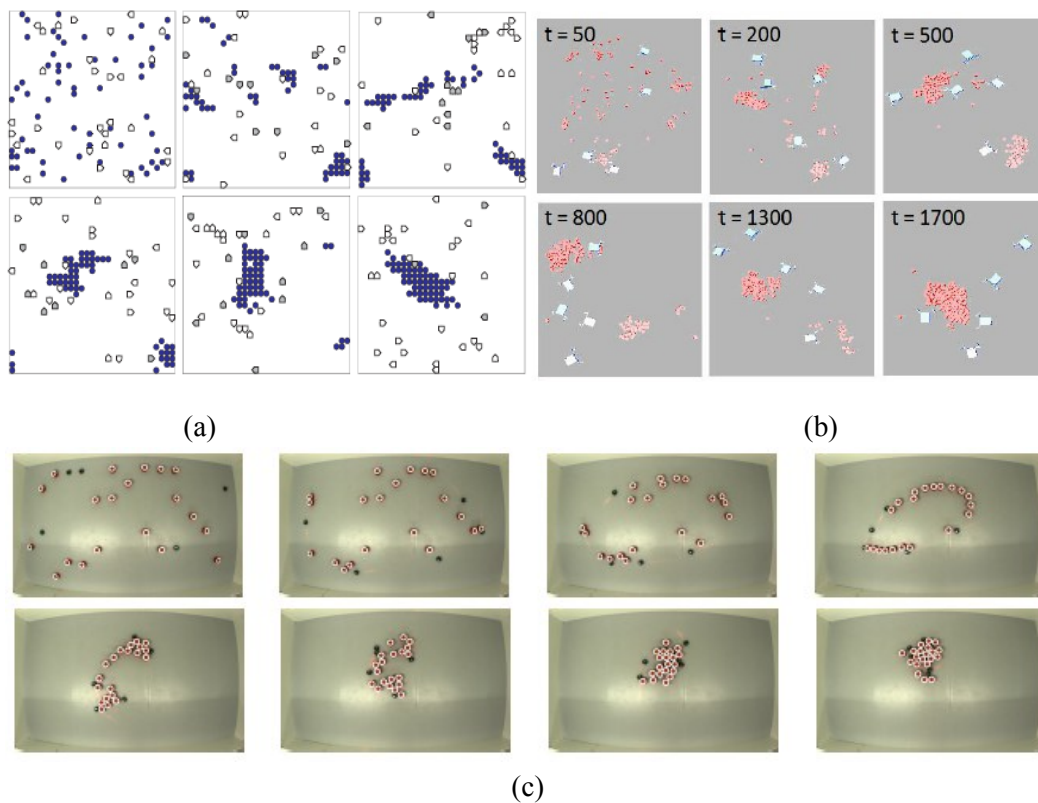 t = 50
t = 200
t = 500
t = 800
t = 1300
t = 1700
(a)
(b)
(c)